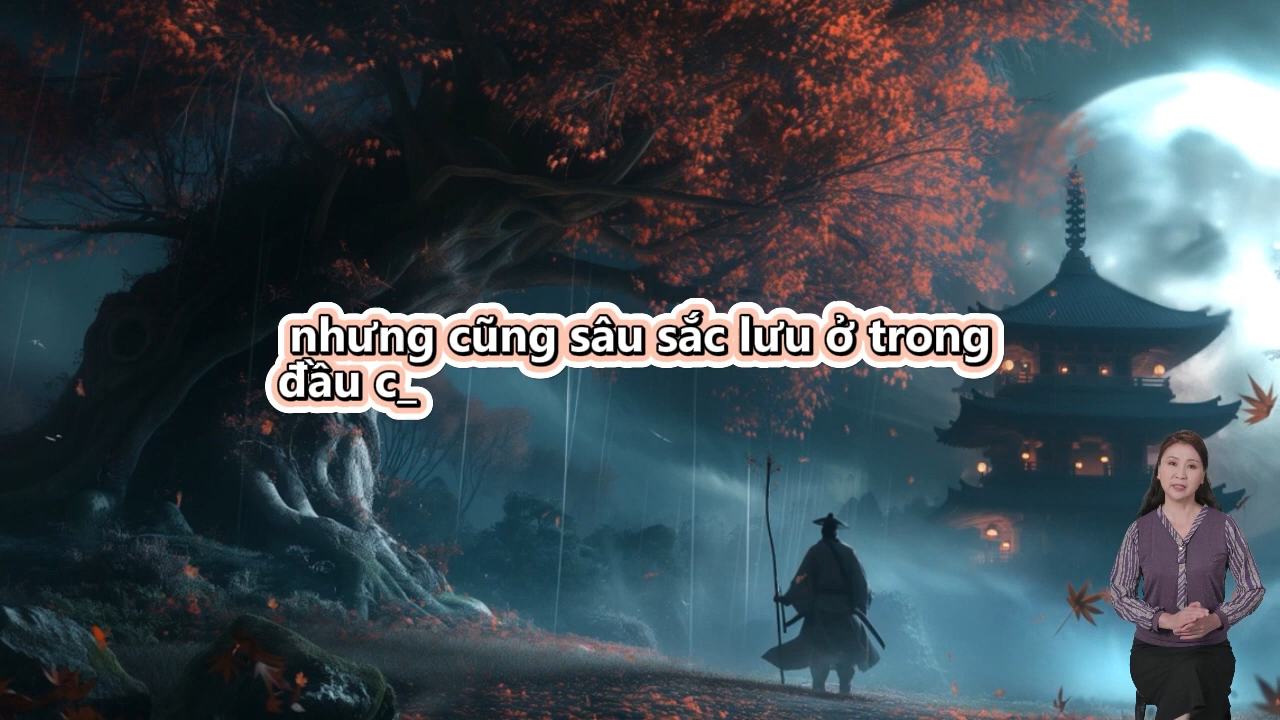 nhưng cũng sâu sắc lưu ở trong
đầu c_